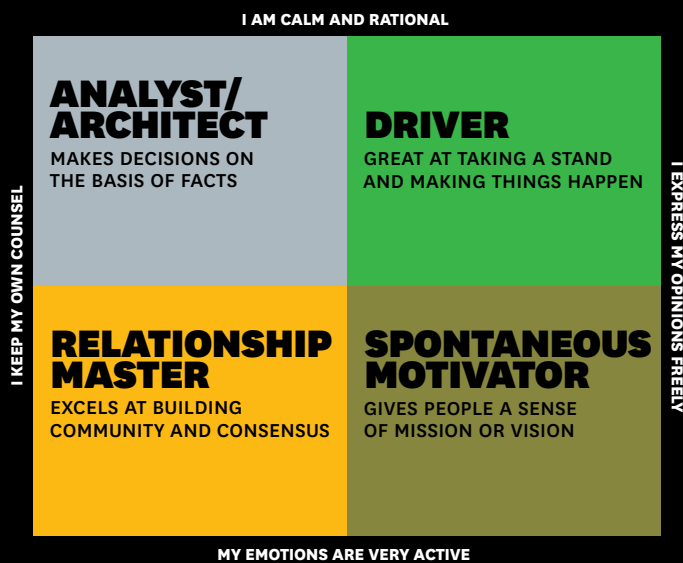 I AM CALM AND RATIONAL
I KEEP MY OWN COUNSEL
ANALYST/
ARCHITECT
MAKES DECISIONS ON
THE BASIS OF FACTS
DRIVER
GREAT AT TAKING A STAND
AND MAKING THINGS HAPPEN
I EXPRESS MY OPINIONS FREELY
RELATIONSHIP
MASTER
EXCELS AT BUILDING
COMMUNITY AND CONSENSUS
SPONTANEOUS
MOTIVATOR
GIVES PEOPLE A SENSE
OF MISSION OR VISION
MY EMOTIONS ARE VERY ACTIVE